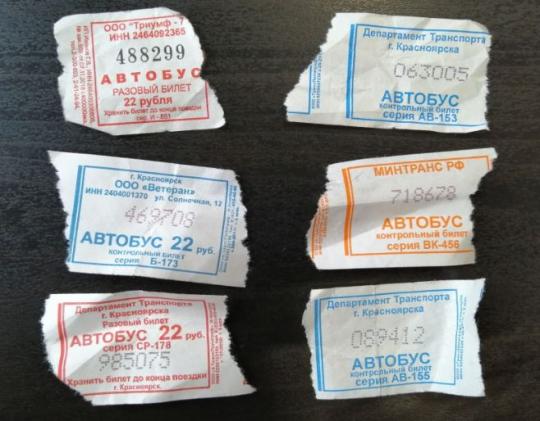 ООО "Триумф - 7
ИНН 2464092365
488299
АВТОБУС
РАЗОВЫЙ БИЛЕТ
22 рубля
Хранить билет до конца поездки
сер. И - 801
Департамент Транспорта
г. Красноярска
063005
АВТОБУС
контрольный билет
серия АВ-153
г. Красноярск
ООО «Ветеран»
ИНН 2404001370 ул. Солнечная, 12
469708
АВТОБУС 22 руб.
КОНТРОЛЬНЫЙ БИЛЕТ
серия Б-173
МИНТРАНС РФ
718678
АВТОБУС
контрольный билет
серия ВК-456
Департамент Транспорта
г. Красноярска
Разовый билет
АВТОБУС 22 руб.
серия СР-178
985075
Хранить билет до конца поездки
г. Красноярск.
Департамент Транспорта
г. Красноярска
089412
АВТОБУС
контрольный билет
серия АВ-155